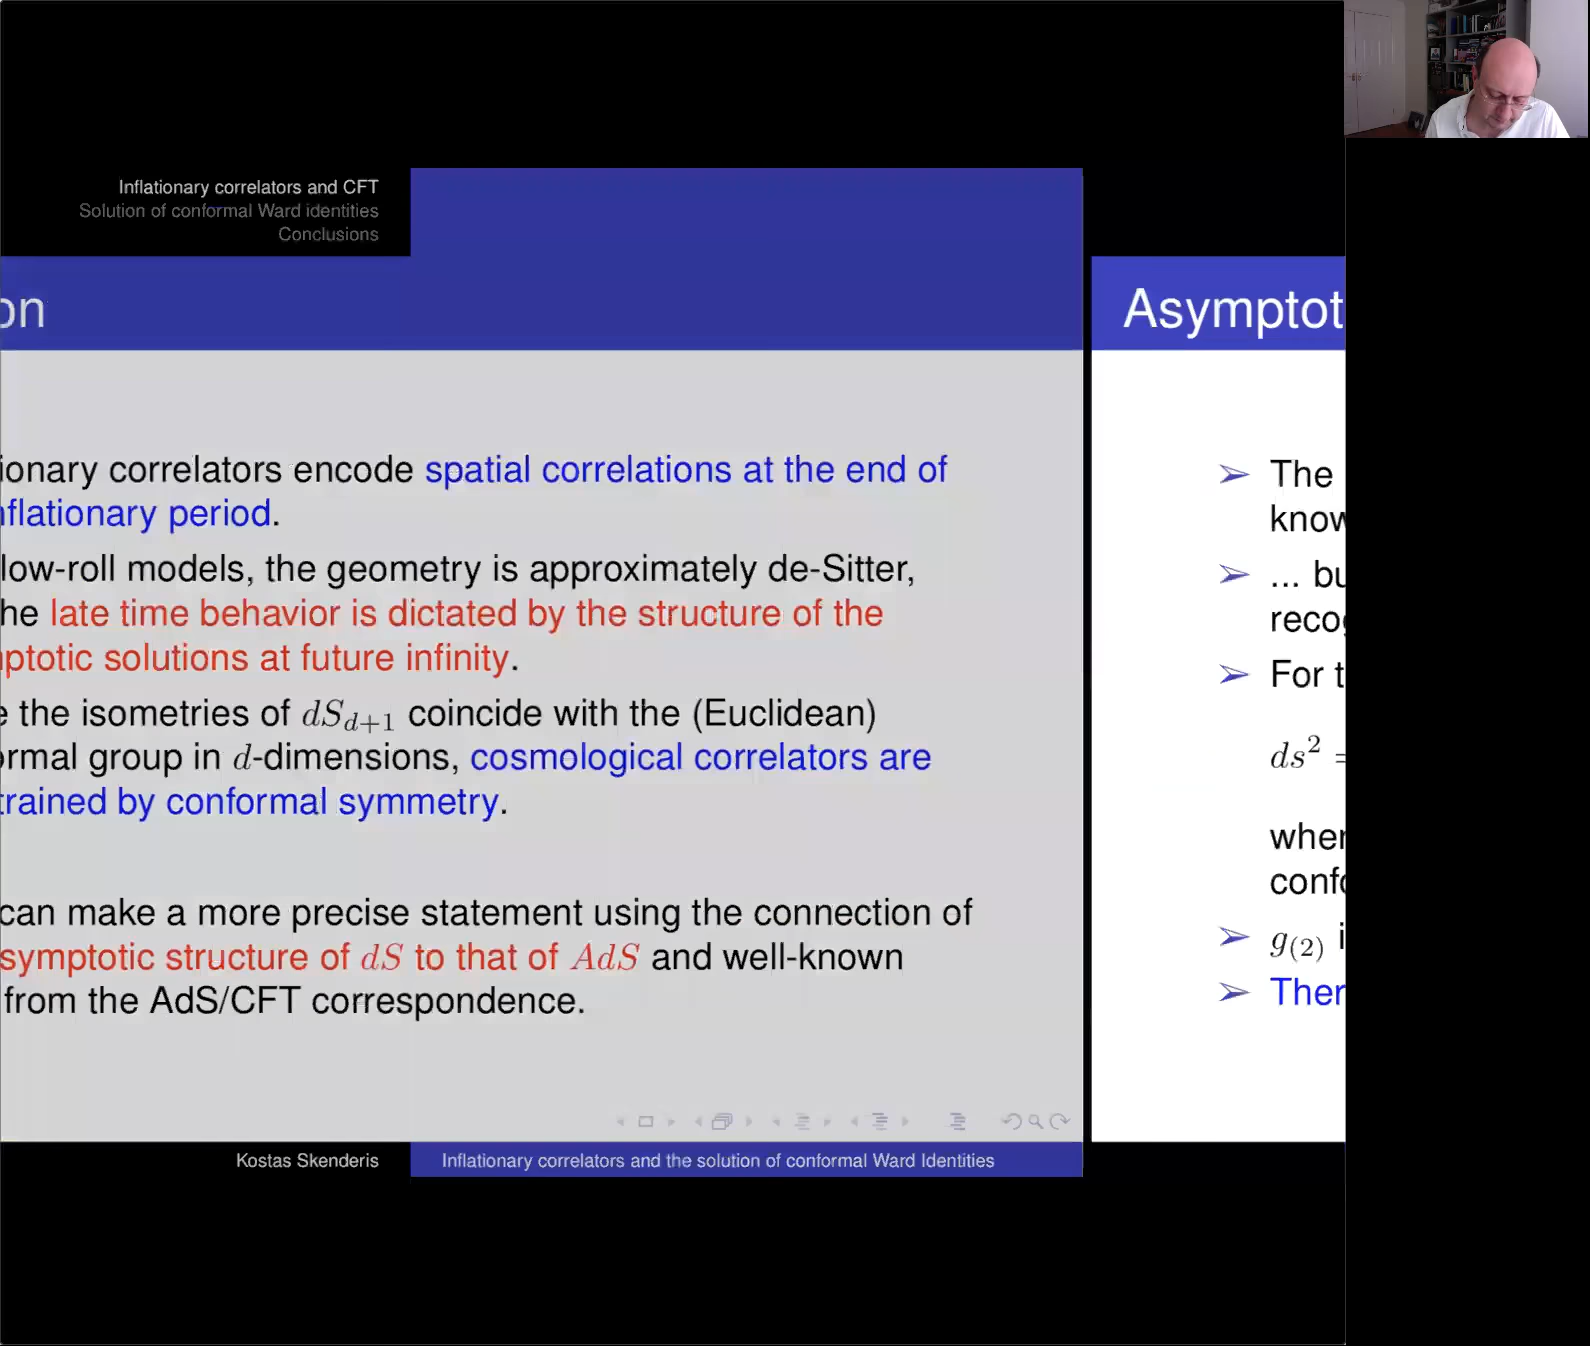 Inflationary correlators and CFT
Solution of conformal Ward identities
Conclusions
on
ionary correlators encode spatial correlations at the end of
nflationary period.
low-roll models, the geometry is approximately de-Sitter,
he late time behavior is dictated by the structure of the
ptotic solutions at future infinity.
e the isometries of dS_{d+1} coincide with the (Euclidean)
ormal group in d-dimensions, cosmological correlators are
trained by conformal symmetry.
can make a more precise statement using the connection of
symptotic structure of dS to that of AdS and well-known
from the AdS/CFT correspondence.
Kostas Skenderis
Inflationary correlators and the solution of conformal Ward Identities
Asymptot
➢ The
know
➢ ... bu
recog
➢ For t
ds² =
wher
confo
➢ g_{(2)} i
➢ Ther